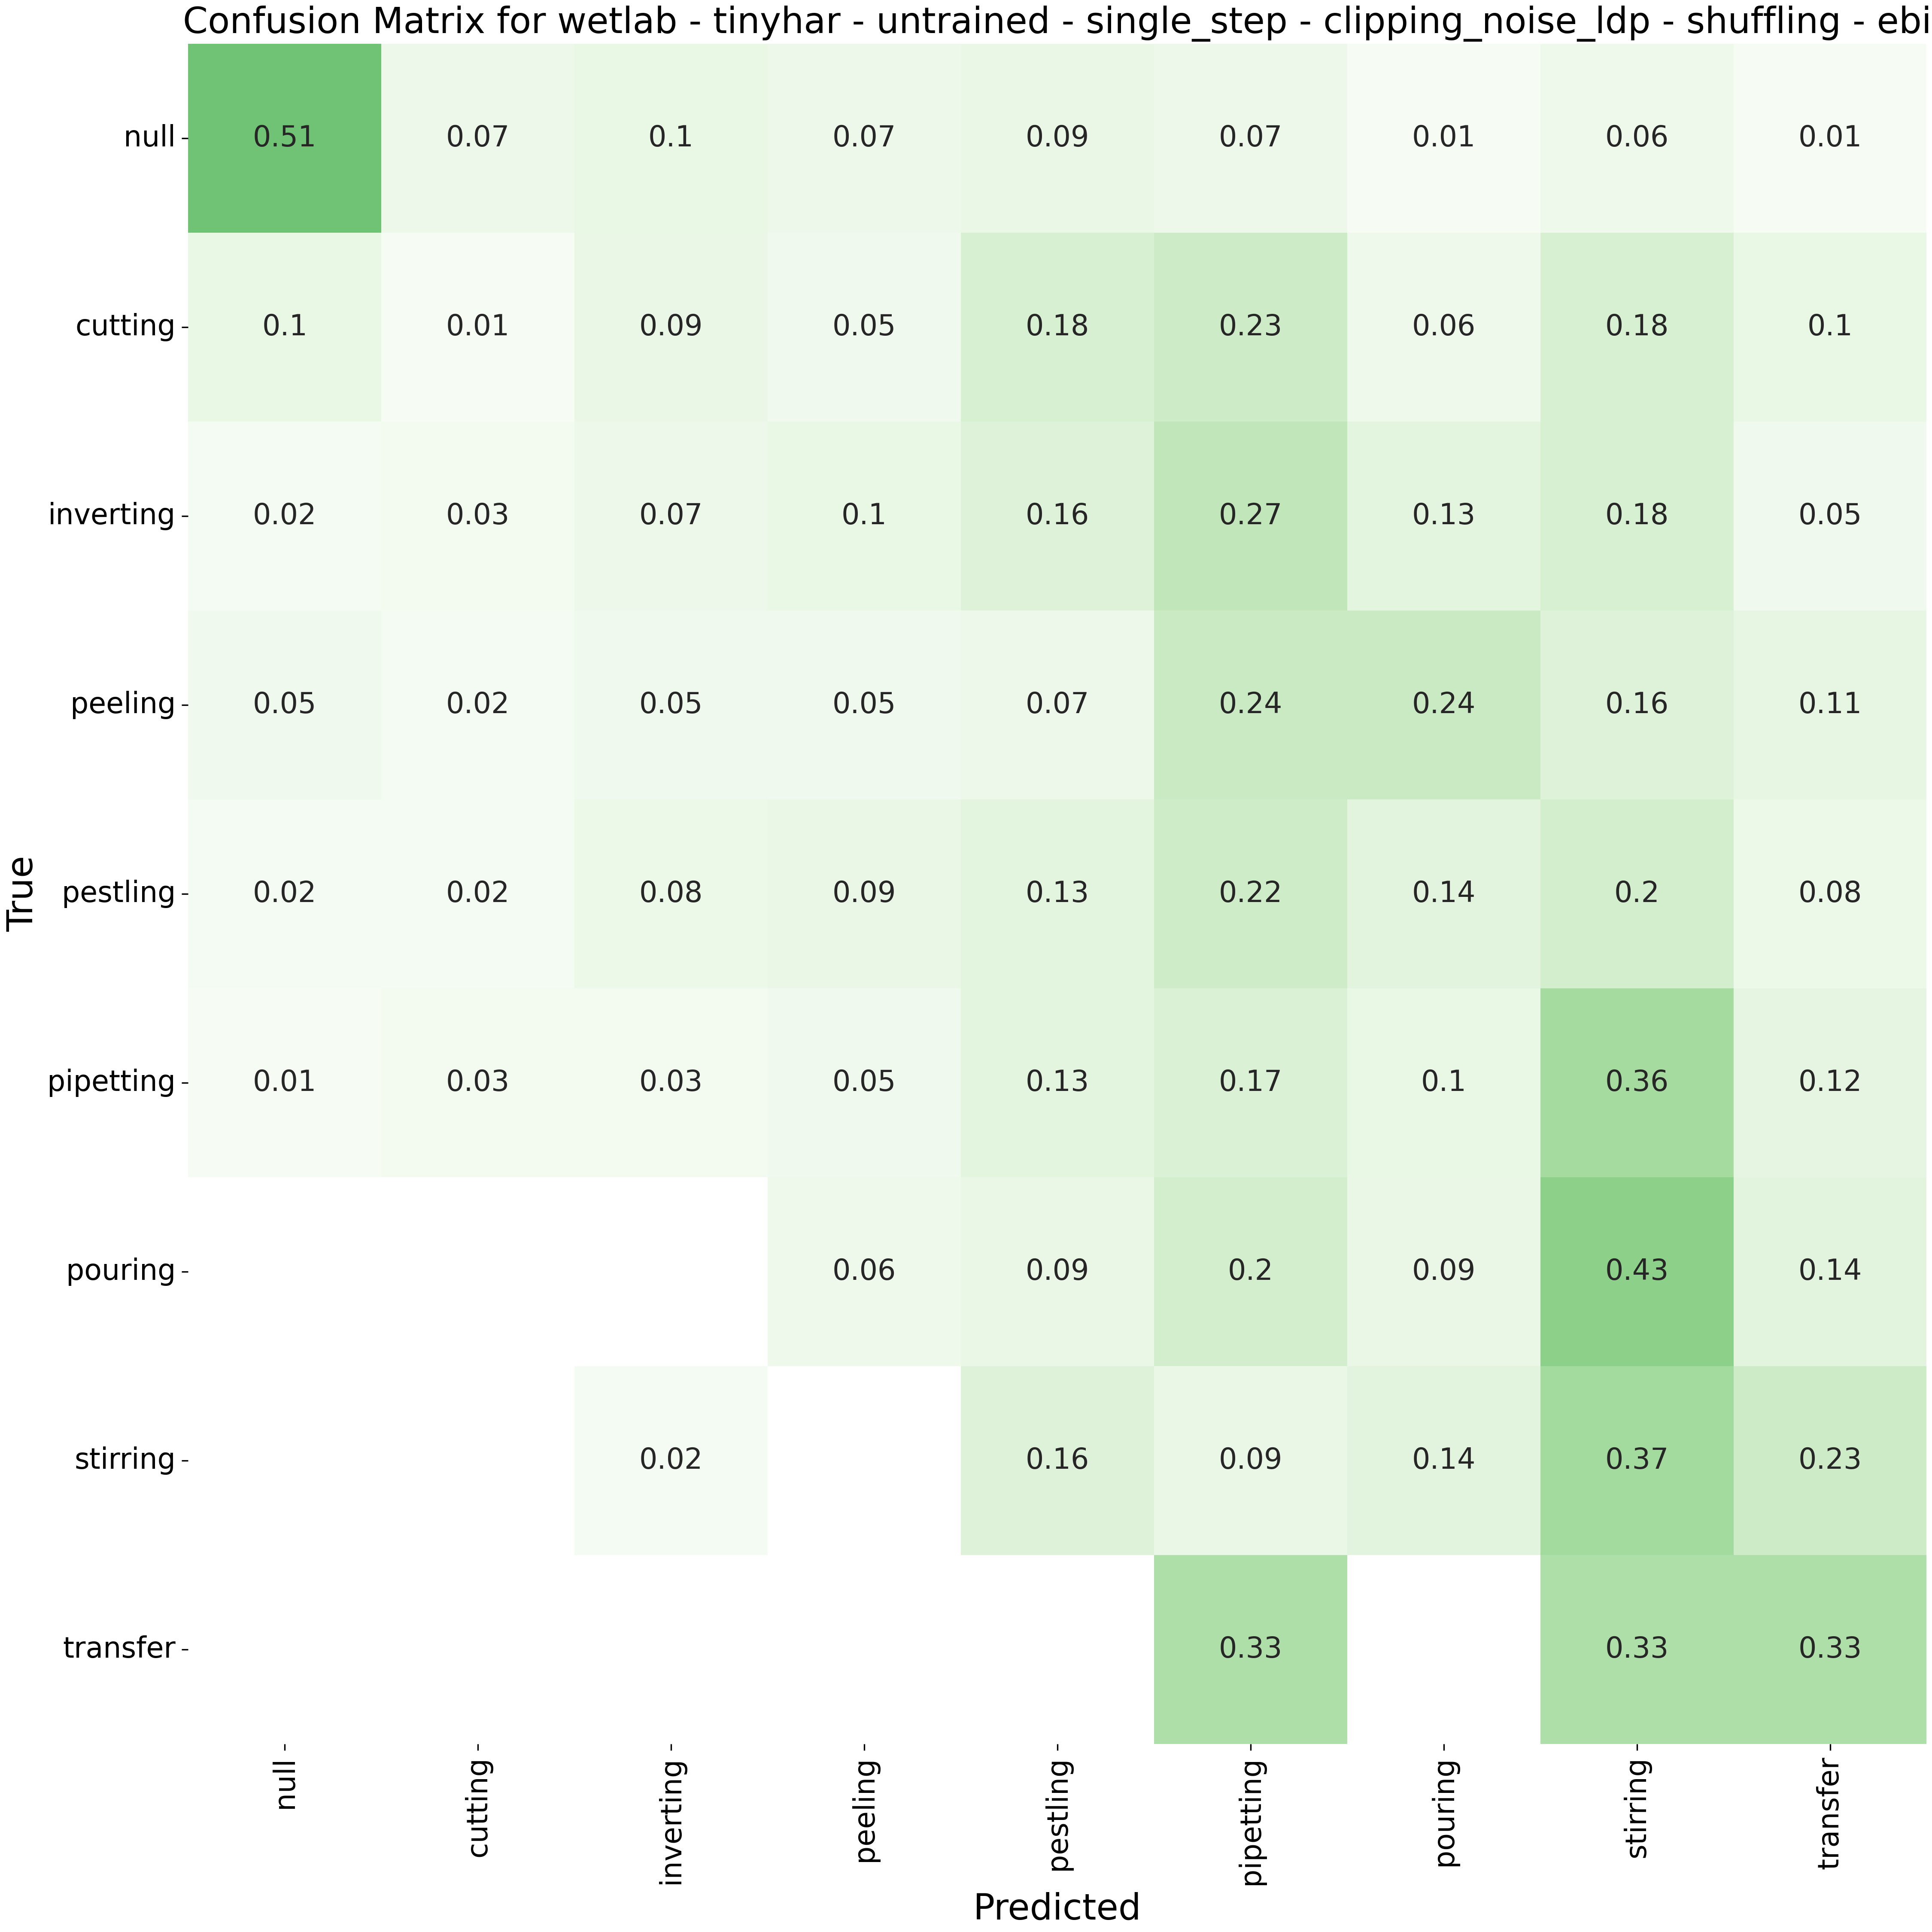 Confusion Matrix for wetlab - tinyhar - untrained - single_step - clipping_noise_ldp - shuffling - ebi
null 0.51 0.07 0.1 0.07 0.09 0.07 0.01 0.06 0.01
cutting 0.1 0.01 0.09 0.05 0.18 0.23 0.06 0.18 0.1
inverting 0.02 0.03 0.07 0.1 0.16 0.27 0.13 0.18 0.05
peeling 0.05 0.02 0.05 0.05 0.07 0.24 0.24 0.16 0.11
pestling 0.02 0.02 0.08 0.09 0.13 0.22 0.14 0.2 0.08
pipetting 0.01 0.03 0.03 0.05 0.13 0.17 0.1 0.36 0.12
pouring 0.06 0.09 0.2 0.09 0.43 0.14
stirring 0.02 0.16 0.09 0.14 0.37 0.23
transfer 0.33 0.33 0.33
True
null cutting inverting peeling pestling pipetting pouring stirring transfer
Predicted